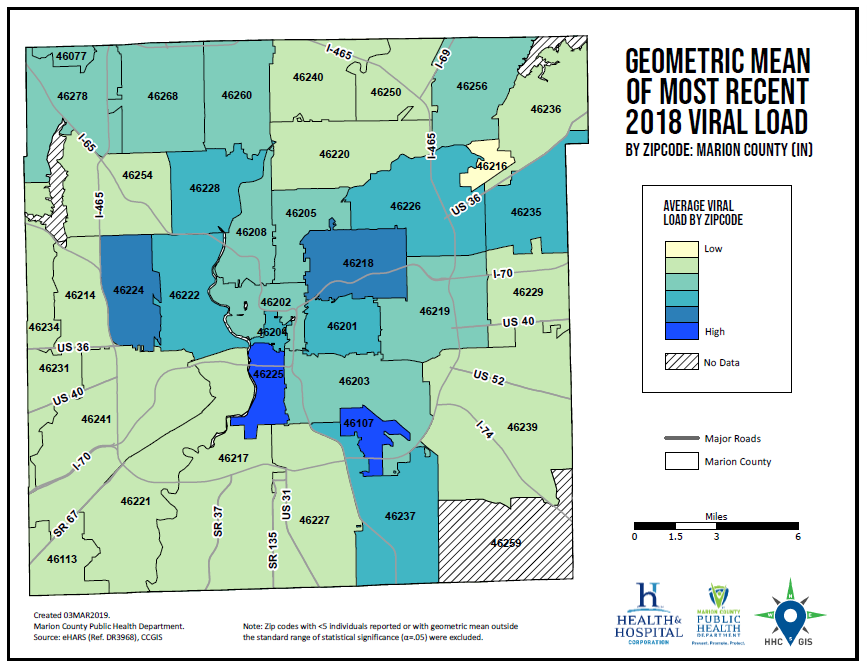 GEOMETRIC MEAN
OF MOST RECENT
2018 VIRAL LOAD
BY ZIPCODE: MARION COUNTY (IN)
AVERAGE VIRAL
LOAD BY ZIPCODE
Low
High
No Data
Major Roads
Marion County
Miles
0 1.5 3 6
46077
46278
46268
46260
46240
46250
46256
46236
I-465
I-69
I-65
I-465
46220
46216
46254
46228
I-465
46226
US 36
46235
46208
46205
46218
I-70
46224
46222
46214
46202
46219
46229
46234
46204
46201
US 40
US 36
46231
46225
46203
US 52
US 40
46241
46107
I-74
46239
I-70
46217
46221
SR 67
SR 37
US 31
SR 135
46227
46237
46259
46113
Created 03MAR2019.
Marion County Public Health Department.
Source: eHARS (Ref. DR3968), CCGIS
Note: Zip codes with <5 individuals reported or with geometric mean outside
the standard range of statistical significance (α=.05) were excluded.
h
HEALTH&
HOSPITAL
CORPORATION
MARION COUNTY
PUBLIC
HEALTH
DEPARTMENT
Prevent. Promote. Protect.
N
S
HHC GIS